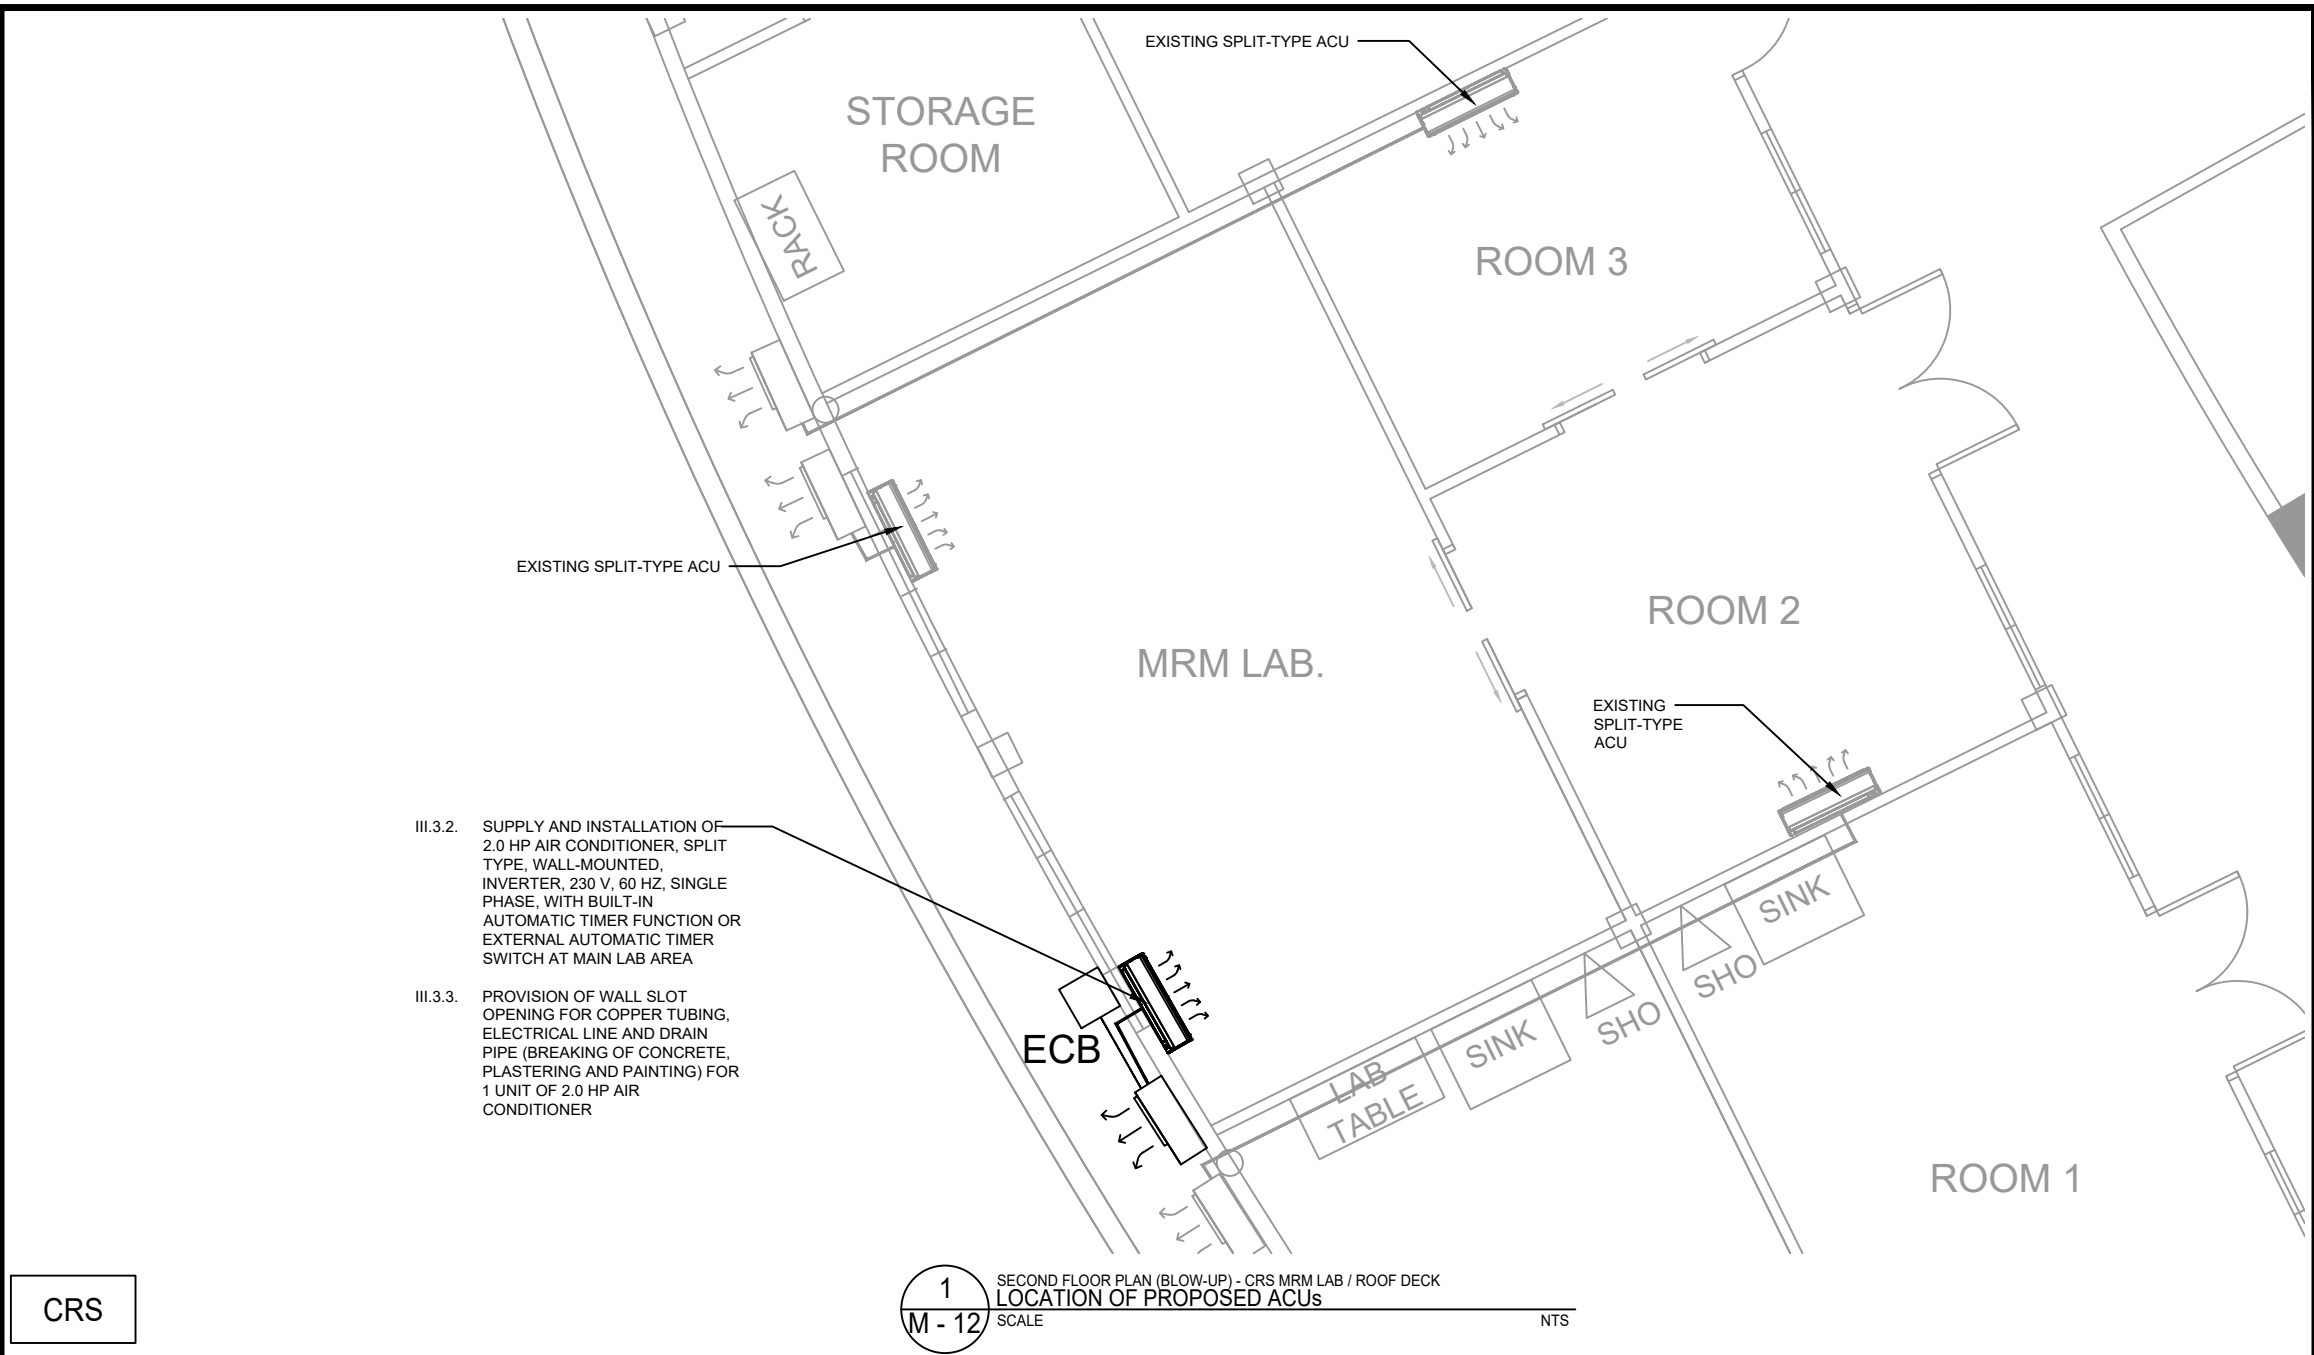 EXISTING SPLIT-TYPE ACU
STORAGE
ROOM
RACK
ROOM 3
EXISTING SPLIT-TYPE ACU
ROOM 2
MRM LAB.
EXISTING
SPLIT-TYPE
ACU
III.3.2. SUPPLY AND INSTALLATION OF
2.0 HP AIR CONDITIONER, SPLIT
TYPE, WALL-MOUNTED,
INVERTER, 230 V, 60 HZ, SINGLE
PHASE, WITH BUILT-IN
AUTOMATIC TIMER FUNCTION OR
EXTERNAL AUTOMATIC TIMER
SWITCH AT MAIN LAB AREA
SINK
SHO
III.3.3. PROVISION OF WALL SLOT
OPENING FOR COPPER TUBING,
ELECTRICAL LINE AND DRAIN
PIPE (BREAKING OF CONCRETE,
PLASTERING AND PAINTING) FOR
1 UNIT OF 2.0 HP AIR
CONDITIONER
SHO
SINK
ECB
LAB
TABLE
ROOM 1
CRS
1
M - 12
SECOND FLOOR PLAN (BLOW-UP) - CRS MRM LAB / ROOF DECK
LOCATION OF PROPOSED ACUs
SCALE NTS